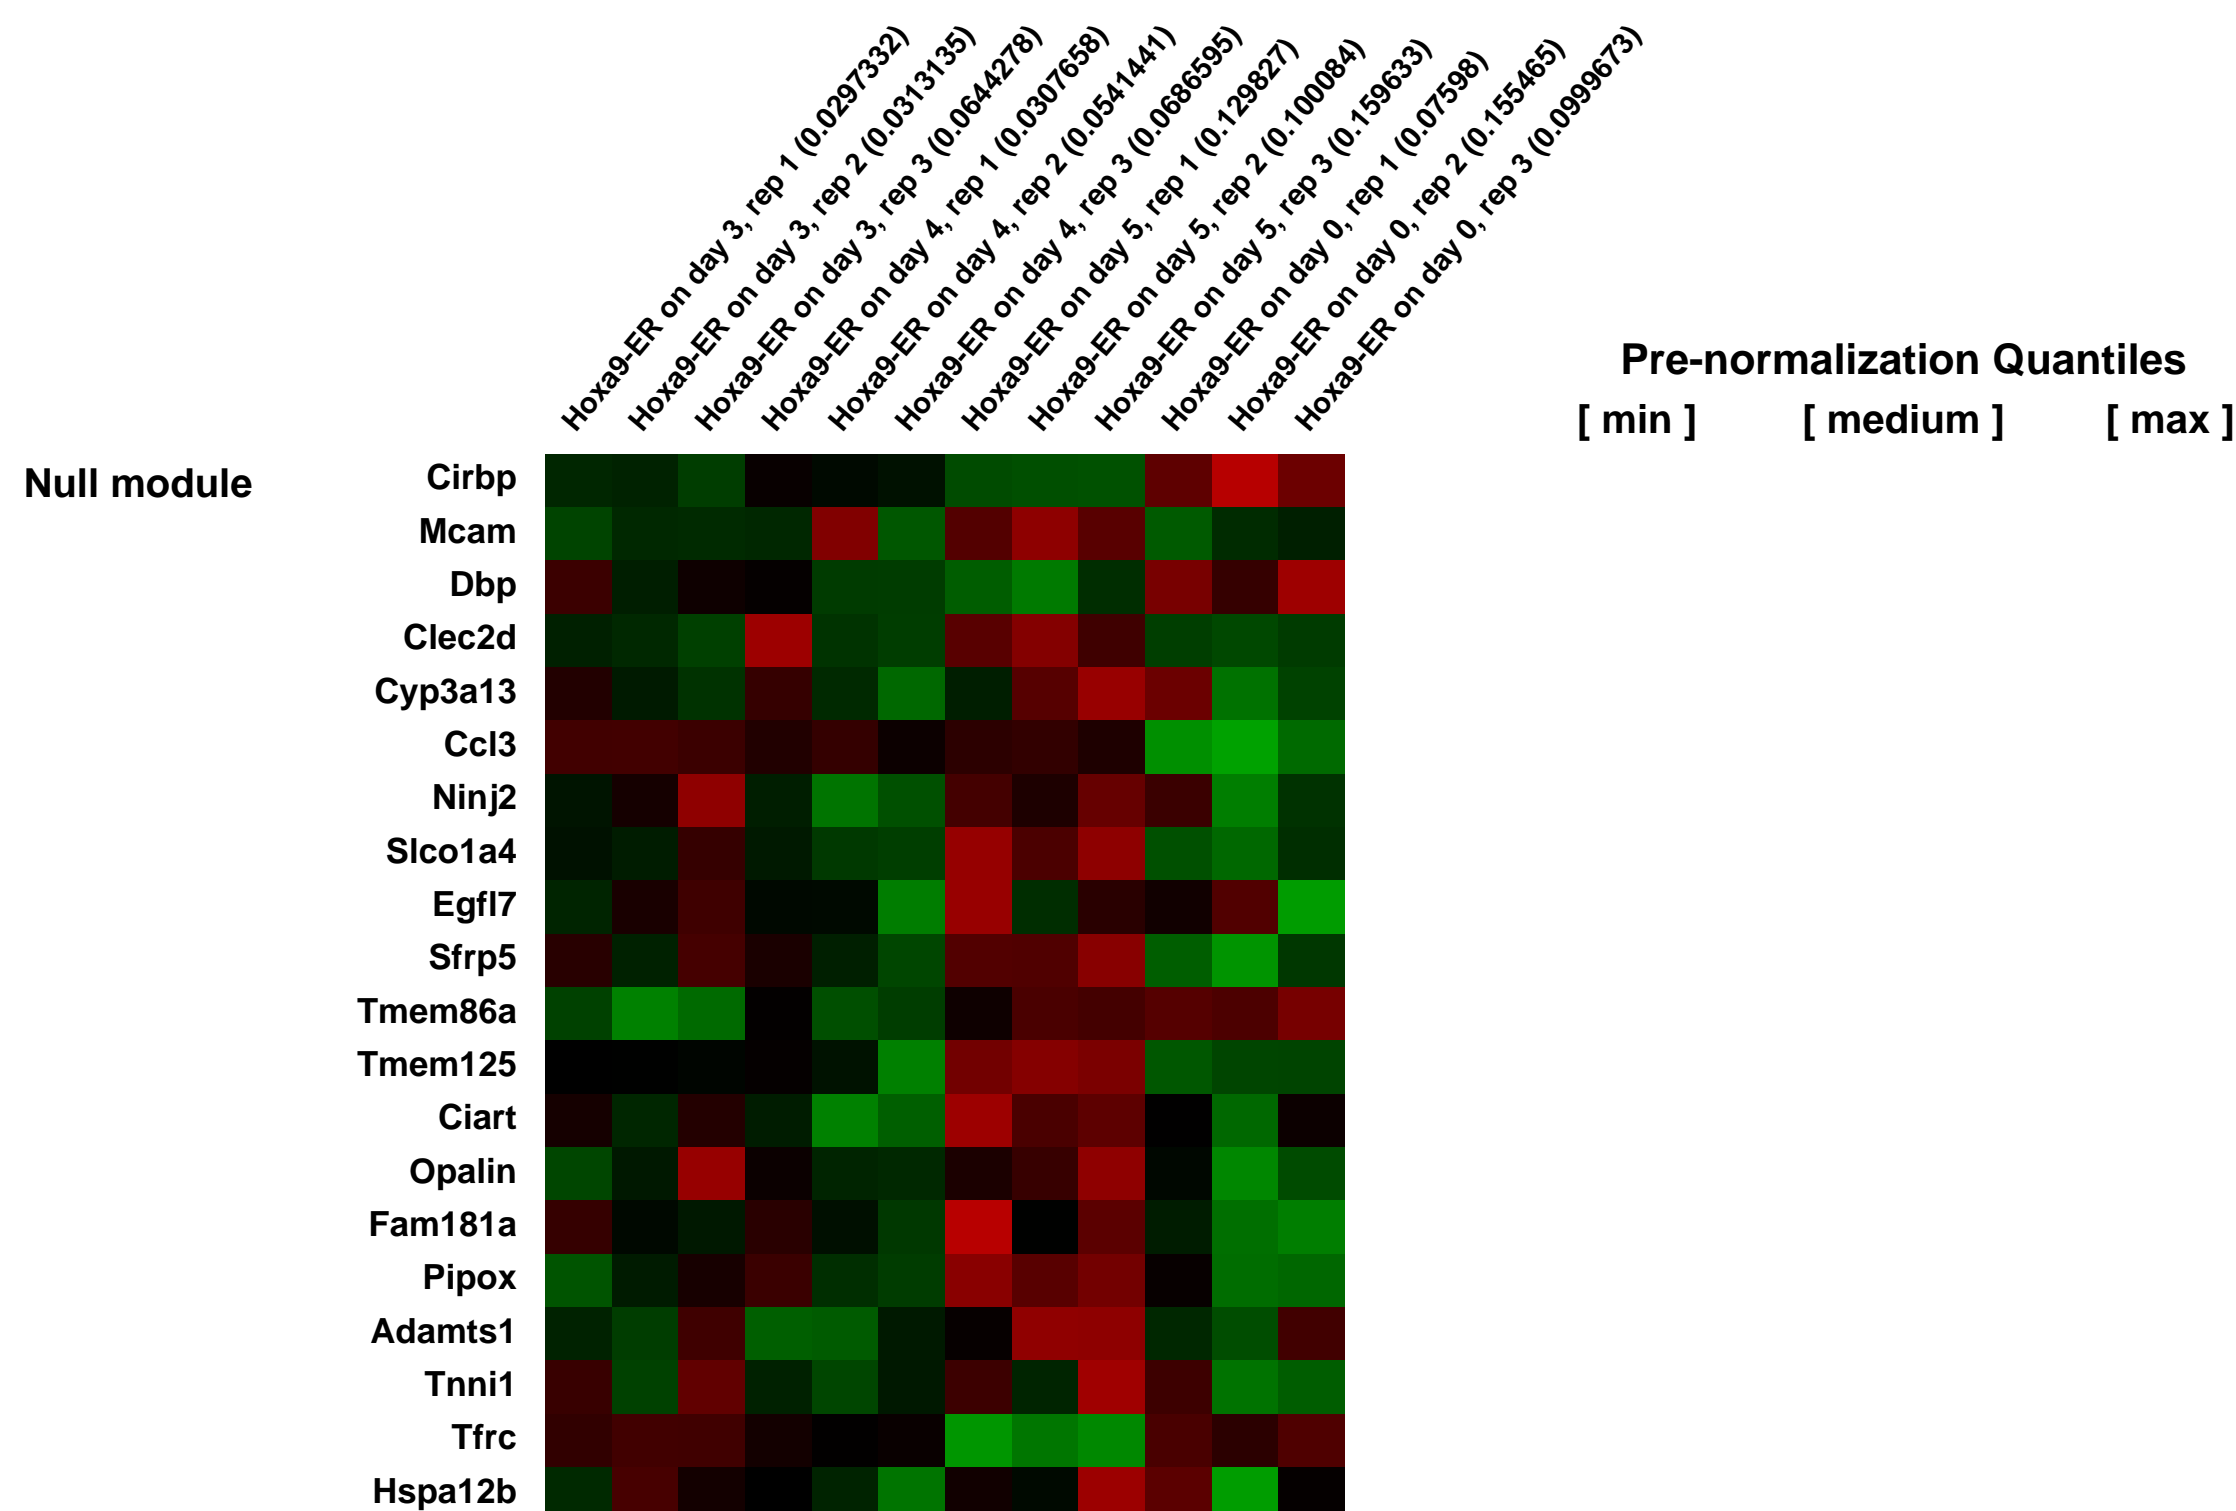 Hoxa9-ER on day 3, rep 1 (0.0297332)
Hoxa9-ER on day 3, rep 2 (0.0313135)
Hoxa9-ER on day 3, rep 3 (0.0644278)
Hoxa9-ER on day 4, rep 1 (0.0307658)
Hoxa9-ER on day 4, rep 2 (0.0541441)
Hoxa9-ER on day 4, rep 3 (0.0686595)
Hoxa9-ER on day 5, rep 1 (0.129827)
Hoxa9-ER on day 5, rep 2 (0.100084)
Hoxa9-ER on day 5, rep 3 (0.159633)
Hoxa9-ER on day 0, rep 1 (0.07598)
Hoxa9-ER on day 0, rep 2 (0.155465)
Hoxa9-ER on day 0, rep 3 (0.0999673)
Pre-normalization Quantiles
[ min ] [ medium ] [ max ]
Null module
Cirbp
Mcam
Dbp
Clec2d
Cyp3a13
Ccl3
Ninj2
Slco1a4
Egfl7
Sfrp5
Tmem86a
Tmem125
Ciart
Opalin
Fam181a
Pipox
Adamts1
Tnni1
Tfrc
Hspa12b